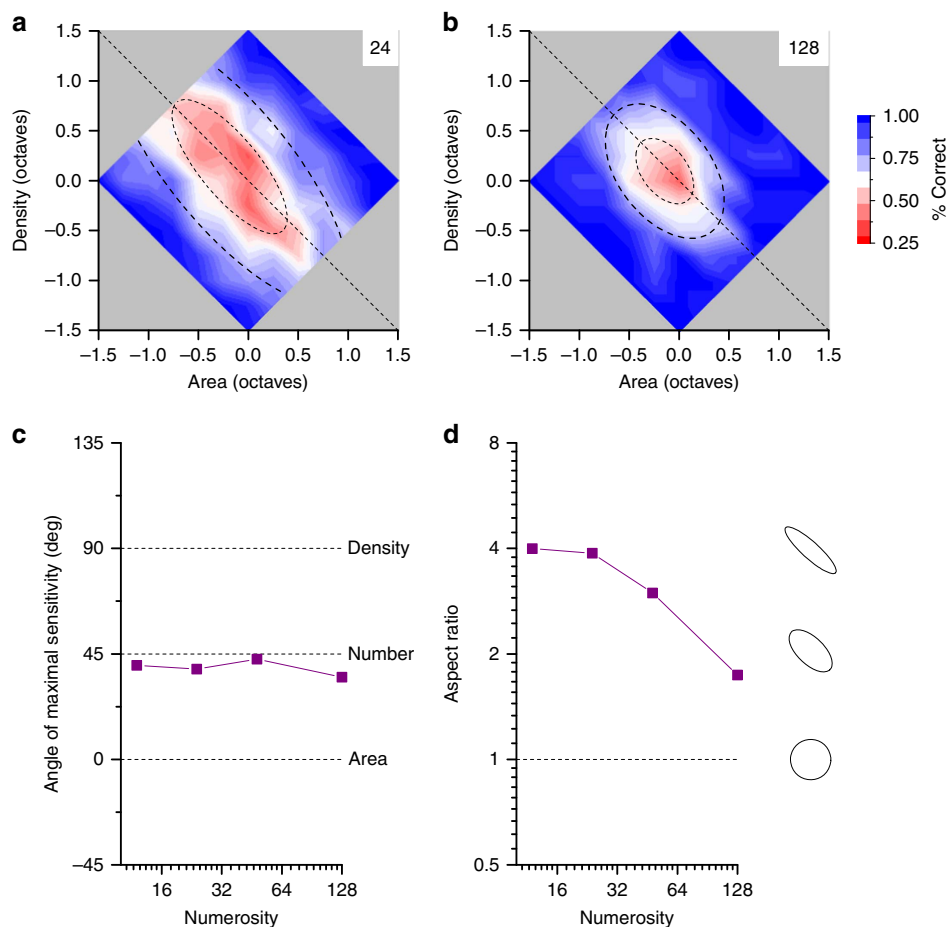 a
24
1.5
1.0
0.5
0.0
−0.5
−1.0
−1.5
Density (octaves)
−1.5 −1.0 −0.5 0.0 0.5 1.0 1.5
Area (octaves)
b
128
1.5
1.0
0.5
0.0
−0.5
−1.0
−1.5
Density (octaves)
−1.5 −1.0 −0.5 0.0 0.5 1.0 1.5
Area (octaves)
1.00
0.75
0.50
0.25
% Correct
c
135
90
45
0
−45
Angle of maximal sensitivity (deg)
Density
Number
Area
16 32 64 128
Numerosity
d
8
4
2
1
0.5
Aspect ratio
16 32 64 128
Numerosity